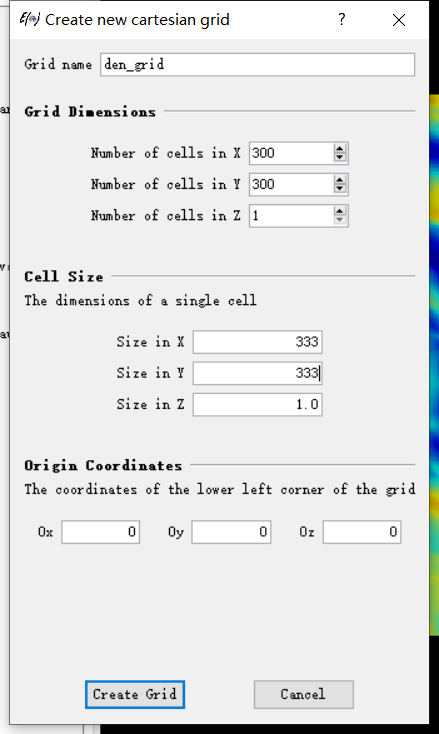 E{∞} Create new cartesian grid ? ×
Grid name den_grid
Grid Dimensions
Number of cells in X 300
Number of cells in Y 300
Number of cells in Z 1
Cell Size
The dimensions of a single cell
Size in X 333
Size in Y 333
Size in Z 1.0
Origin Coordinates
The coordinates of the lower left corner of the grid
Ox 0 Oy 0 Oz 0
Create Grid Cancel